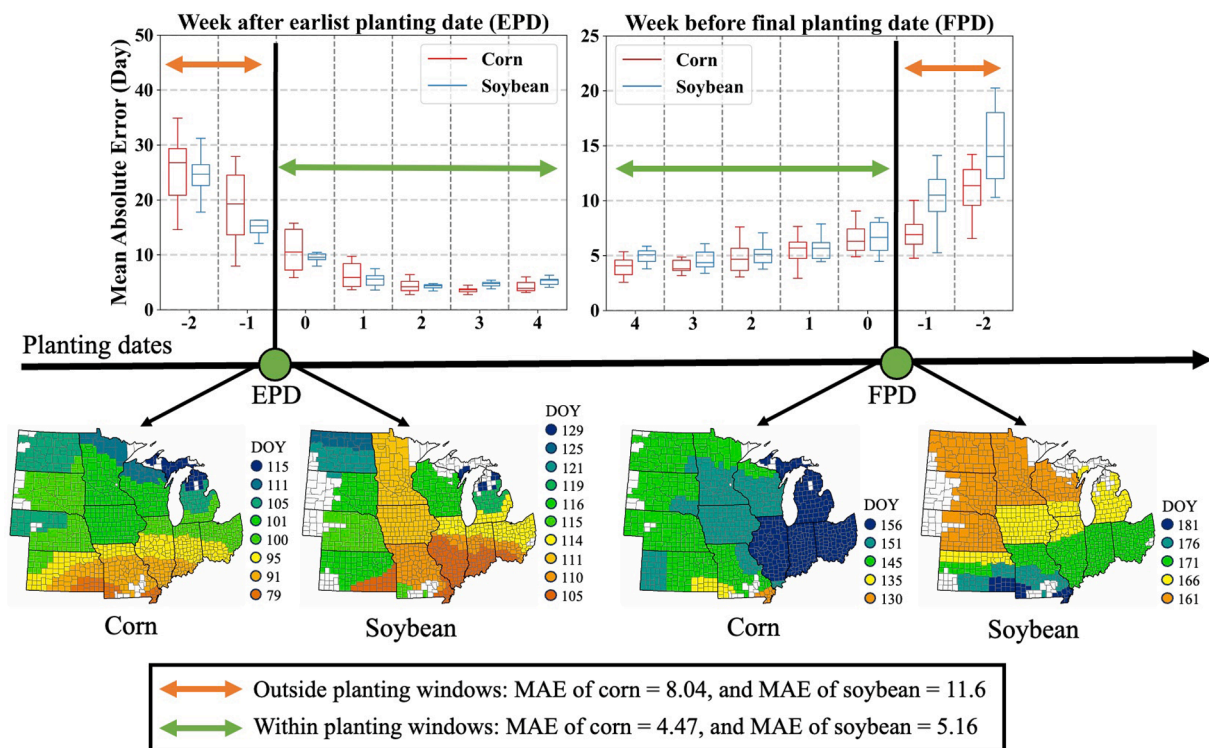 Week after earlist planting date (EPD)
Week before final planting date (FPD)
Mean Absolute Error (Day)
50
40
30
20
10
0
Corn
Soybean
-2 -1 0 1 2 3 4
25
20
15
10
5
0
Corn
Soybean
4 3 2 1 0 -1 -2
Planting dates
EPD
FPD
DOY
115
111
105
101
100
95
91
79
Corn
DOY
129
125
121
119
116
115
114
111
110
105
Soybean
DOY
156
151
145
135
130
Corn
DOY
181
176
171
166
161
Soybean
Outside planting windows: MAE of corn = 8.04, and MAE of soybean = 11.6
Within planting windows: MAE of corn = 4.47, and MAE of soybean = 5.16